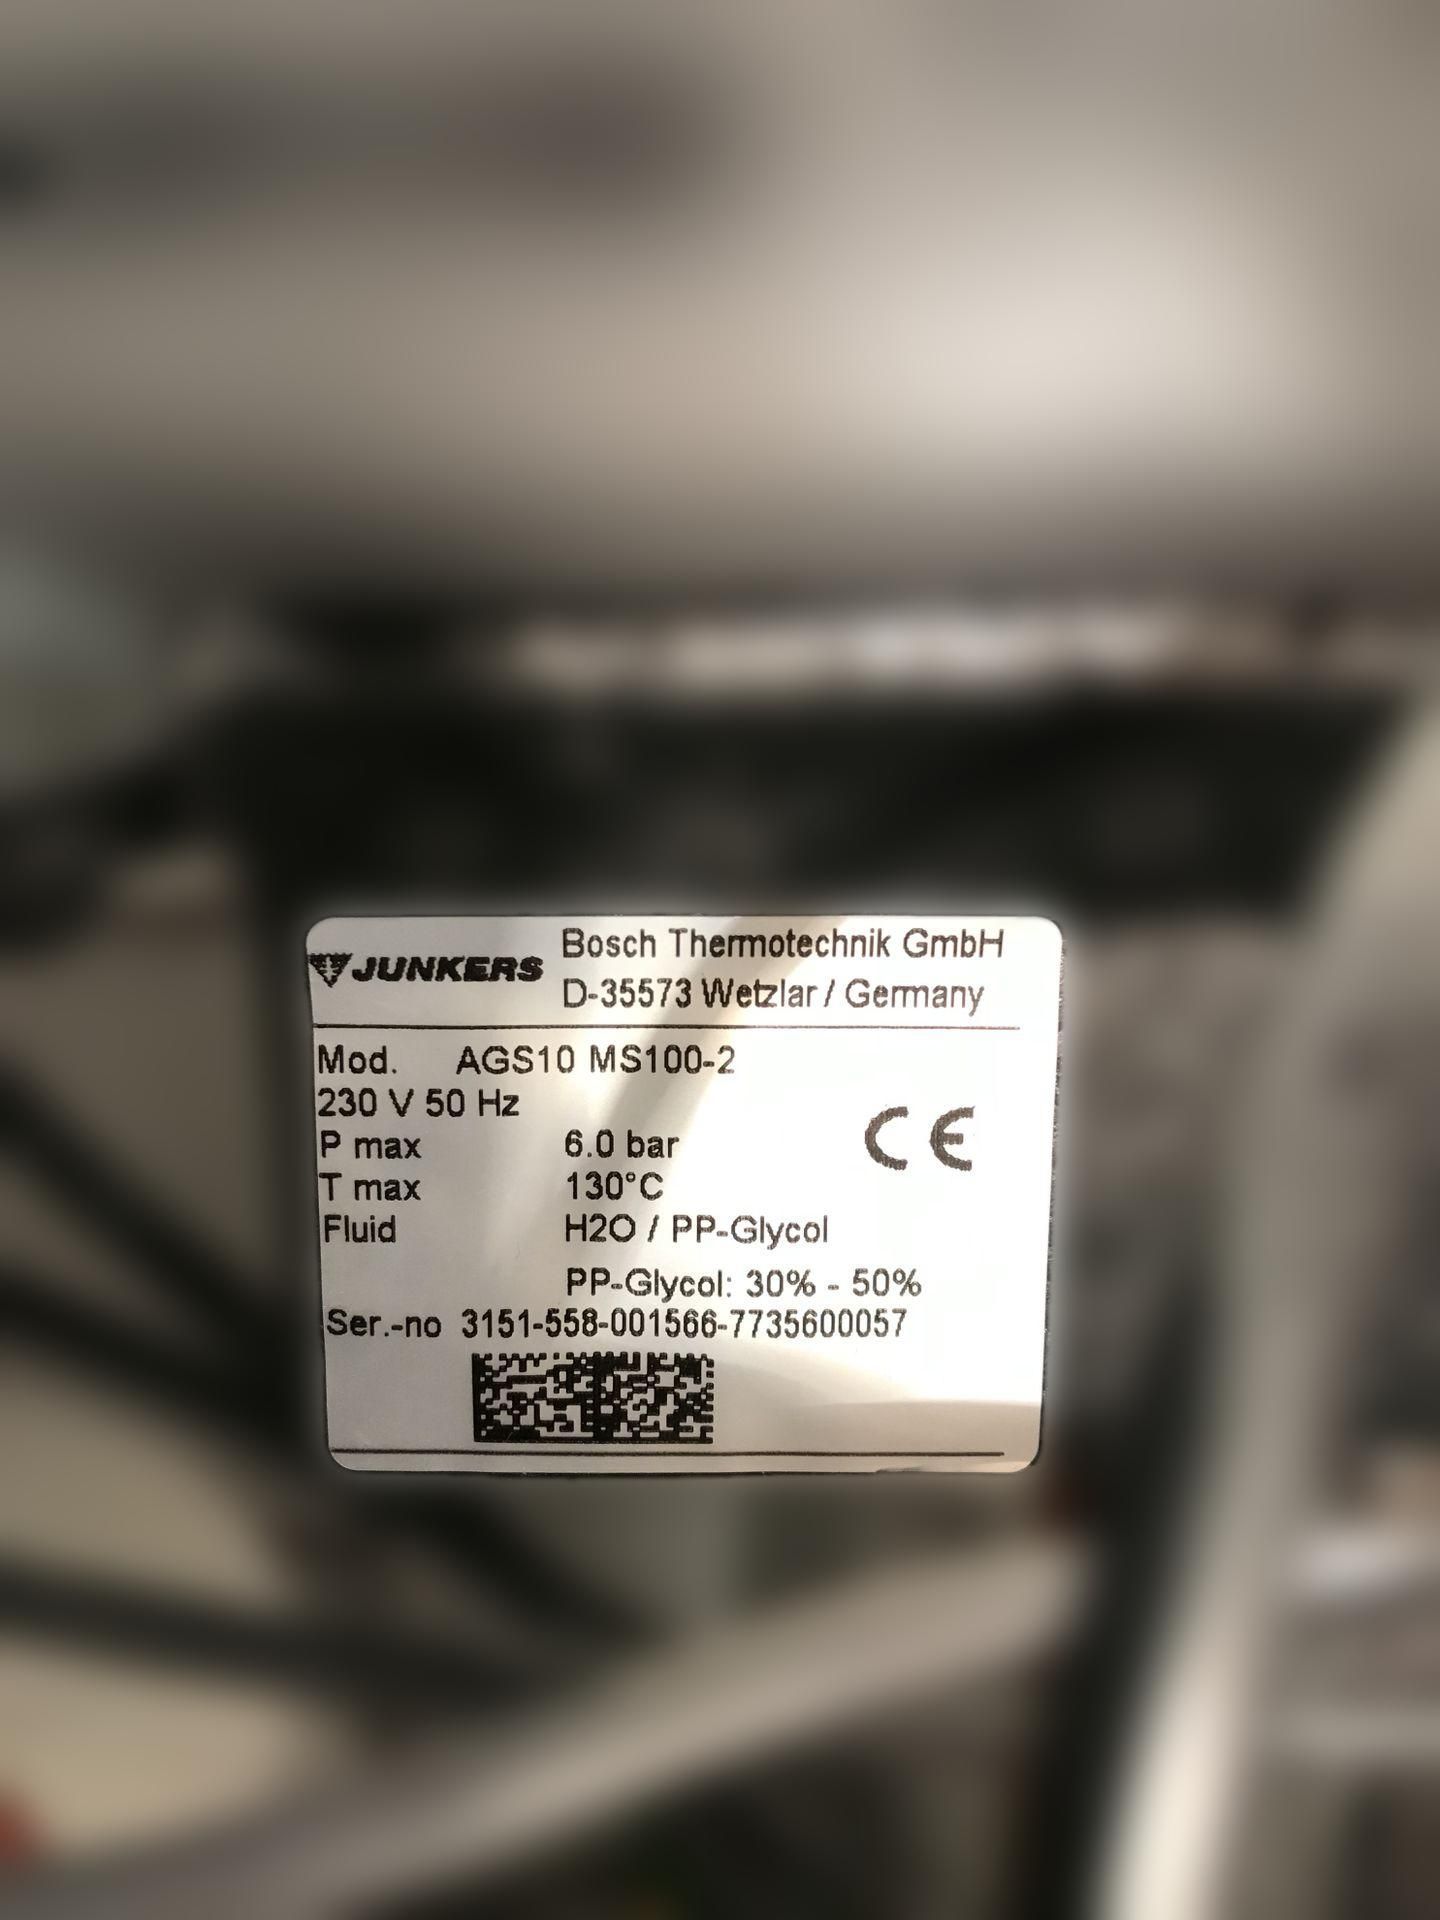 JUNKERS
Bosch Thermotechnik GmbH
D-35573 Wetzlar / Germany
Mod. AGS10 MS100-2
230 V 50 Hz
P max 6.0 bar
T max 130°C
Fluid H2O / PP-Glycol
PP-Glycol: 30% - 50%
Ser.-no 3151-558-001566-7735600057
CE